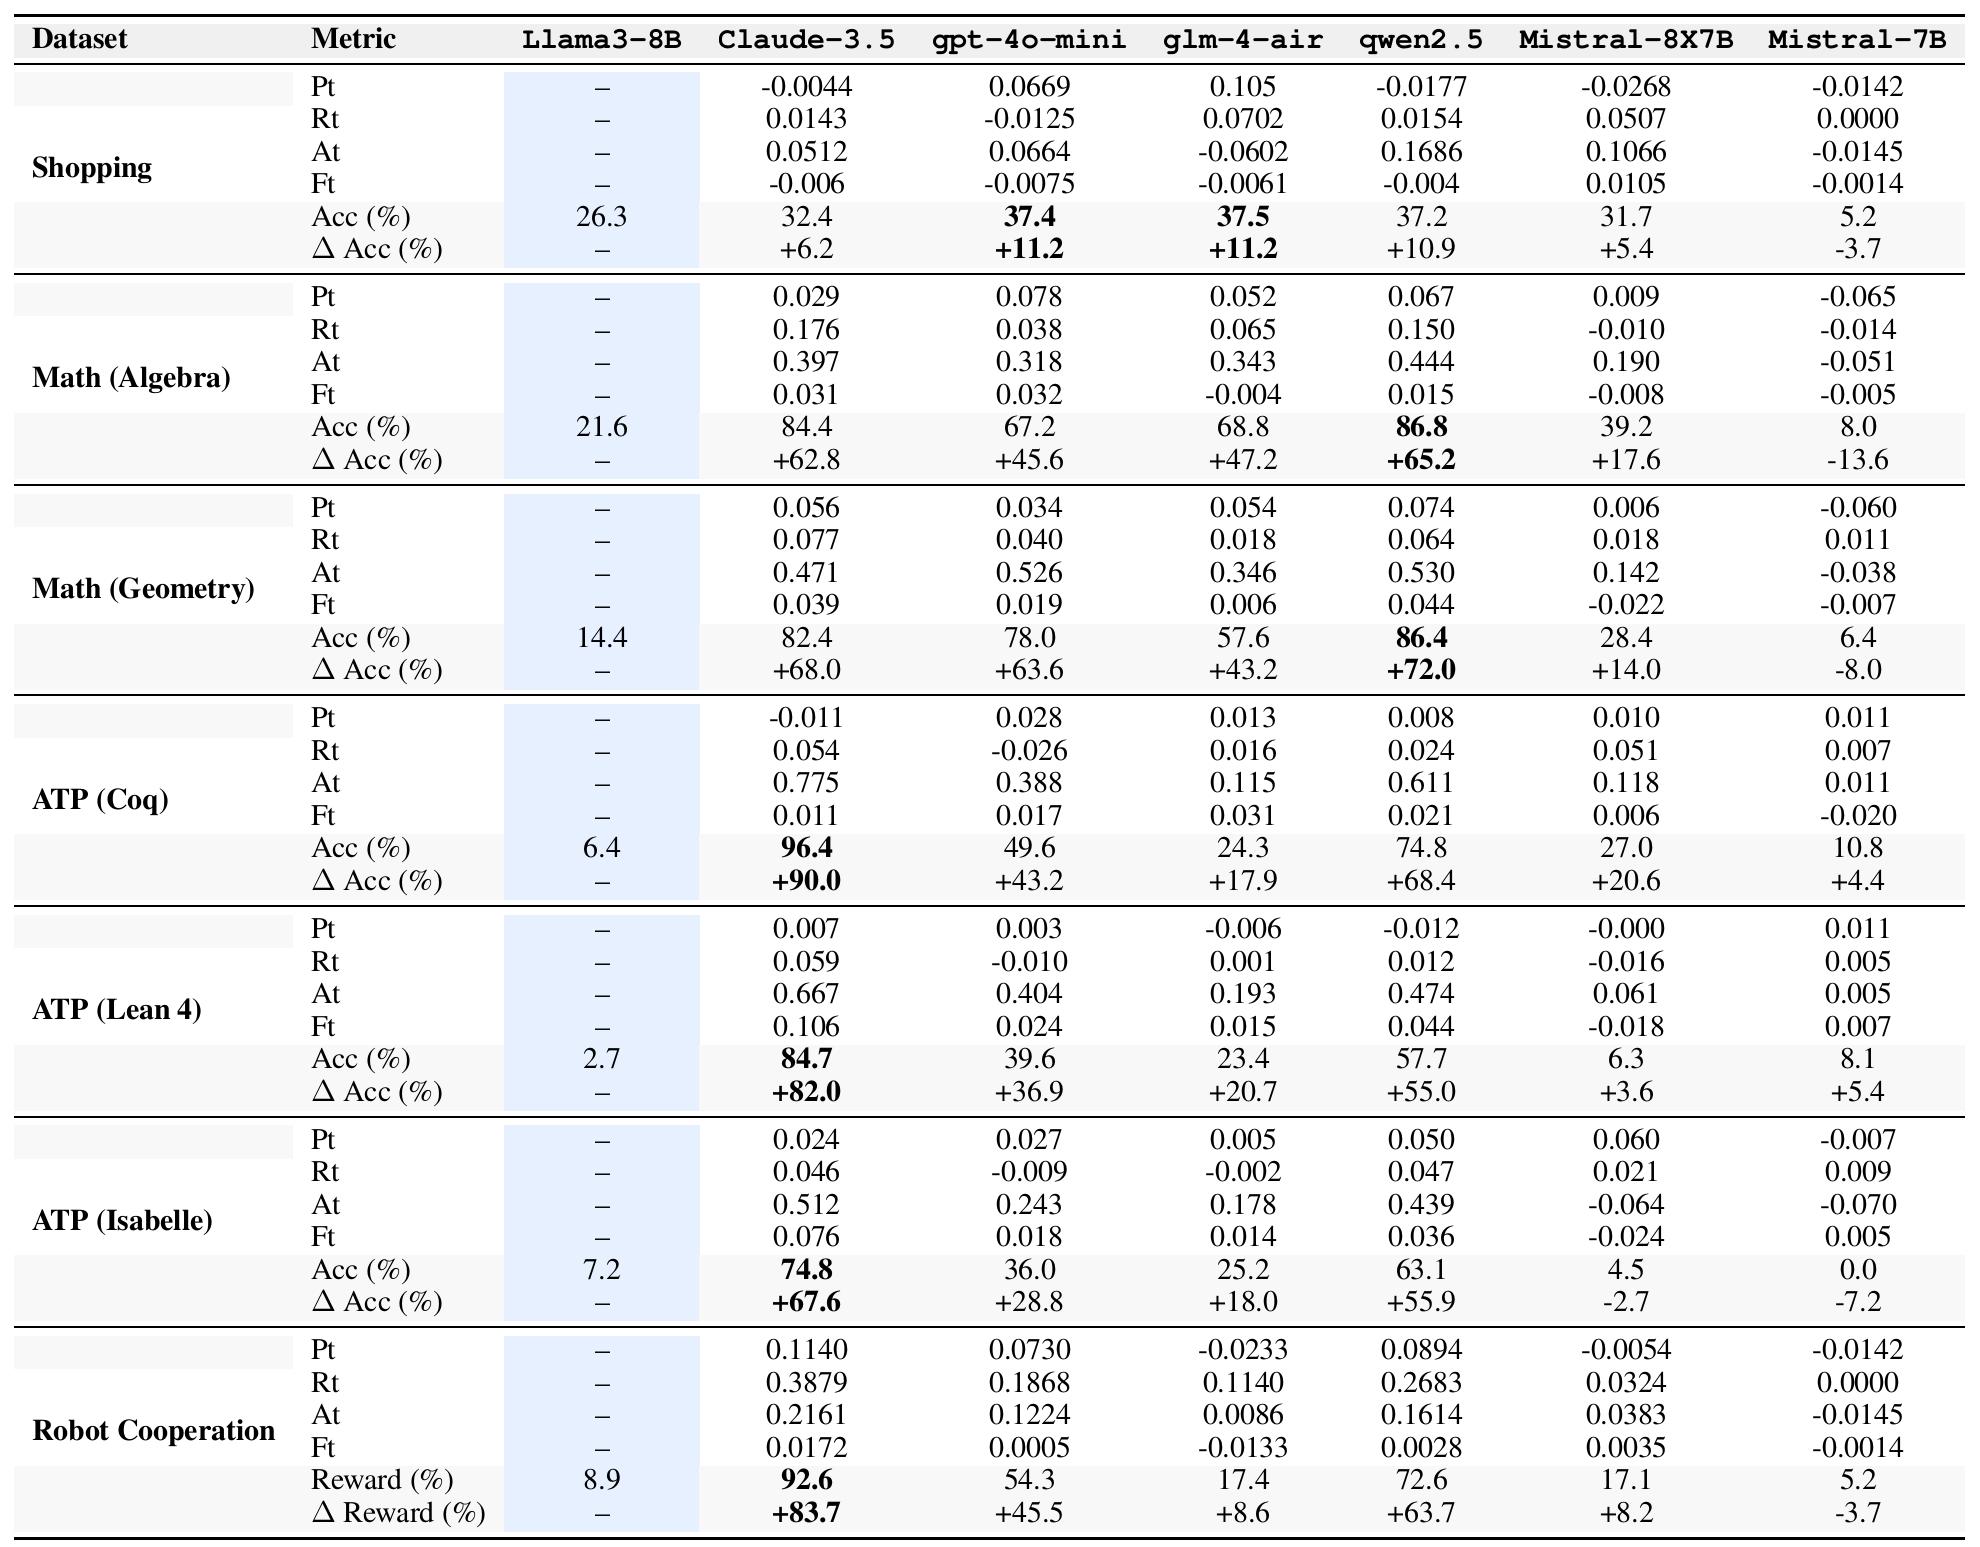 Dataset Metric Llama3-8B Claude-3.5 gpt-4o-mini glm-4-air qwen2.5 Mistral-8X7B Mistral-7B
Shopping
Pt – -0.0044 0.0669 0.105 -0.0177 -0.0268 -0.0142
Rt – 0.0143 -0.0125 0.0702 0.0154 0.0507 0.0000
At – 0.0512 0.0664 -0.0602 0.1686 0.1066 -0.0145
Ft – -0.006 -0.0075 -0.0061 -0.004 0.0105 -0.0014
Acc (%) 26.3 32.4 37.4 37.5 37.2 31.7 5.2
Δ Acc (%) – +6.2 +11.2 +11.2 +10.9 +5.4 -3.7
Math (Algebra)
Pt – 0.029 0.078 0.052 0.067 0.009 -0.065
Rt – 0.176 0.038 0.065 0.150 -0.010 -0.014
At – 0.397 0.318 0.343 0.444 0.190 -0.051
Ft – 0.031 0.032 -0.004 0.015 -0.008 -0.005
Acc (%) 21.6 84.4 67.2 68.8 86.8 39.2 8.0
Δ Acc (%) – +62.8 +45.6 +47.2 +65.2 +17.6 -13.6
Math (Geometry)
Pt – 0.056 0.034 0.054 0.074 0.006 -0.060
Rt – 0.077 0.040 0.018 0.064 0.018 0.011
At – 0.471 0.526 0.346 0.530 0.142 -0.038
Ft – 0.039 0.019 0.006 0.044 -0.022 -0.007
Acc (%) 14.4 82.4 78.0 57.6 86.4 28.4 6.4
Δ Acc (%) – +68.0 +63.6 +43.2 +72.0 +14.0 -8.0
ATP (Coq)
Pt – -0.011 0.028 0.013 0.008 0.010 0.011
Rt – 0.054 -0.026 0.016 0.024 0.051 0.007
At – 0.775 0.388 0.115 0.611 0.118 0.011
Ft – 0.011 0.017 0.031 0.021 0.006 -0.020
Acc (%) 6.4 96.4 49.6 24.3 74.8 27.0 10.8
Δ Acc (%) – +90.0 +43.2 +17.9 +68.4 +20.6 +4.4
ATP (Lean 4)
Pt – 0.007 0.003 -0.006 -0.012 -0.000 0.011
Rt – 0.059 -0.010 0.001 0.012 -0.016 0.005
At – 0.667 0.404 0.193 0.474 0.061 0.005
Ft – 0.106 0.024 0.015 0.044 -0.018 0.007
Acc (%) 2.7 84.7 39.6 23.4 57.7 6.3 8.1
Δ Acc (%) – +82.0 +36.9 +20.7 +55.0 +3.6 +5.4
ATP (Isabelle)
Pt – 0.024 0.027 0.005 0.050 0.060 -0.007
Rt – 0.046 -0.009 -0.002 0.047 0.021 0.009
At – 0.512 0.243 0.178 0.439 -0.064 -0.070
Ft – 0.076 0.018 0.014 0.036 -0.024 0.005
Acc (%) 7.2 74.8 36.0 25.2 63.1 4.5 0.0
Δ Acc (%) – +67.6 +28.8 +18.0 +55.9 -2.7 -7.2
Robot Cooperation
Pt – 0.1140 0.0730 -0.0233 0.0894 -0.0054 -0.0142
Rt – 0.3879 0.1868 0.1140 0.2683 0.0324 0.0000
At – 0.2161 0.1224 0.0086 0.1614 0.0383 -0.0145
Ft – 0.0172 0.0005 -0.0133 0.0028 0.0035 -0.0014
Reward (%) 8.9 92.6 54.3 17.4 72.6 17.1 5.2
Δ Reward (%) – +83.7 +45.5 +8.6 +63.7 +8.2 -3.7